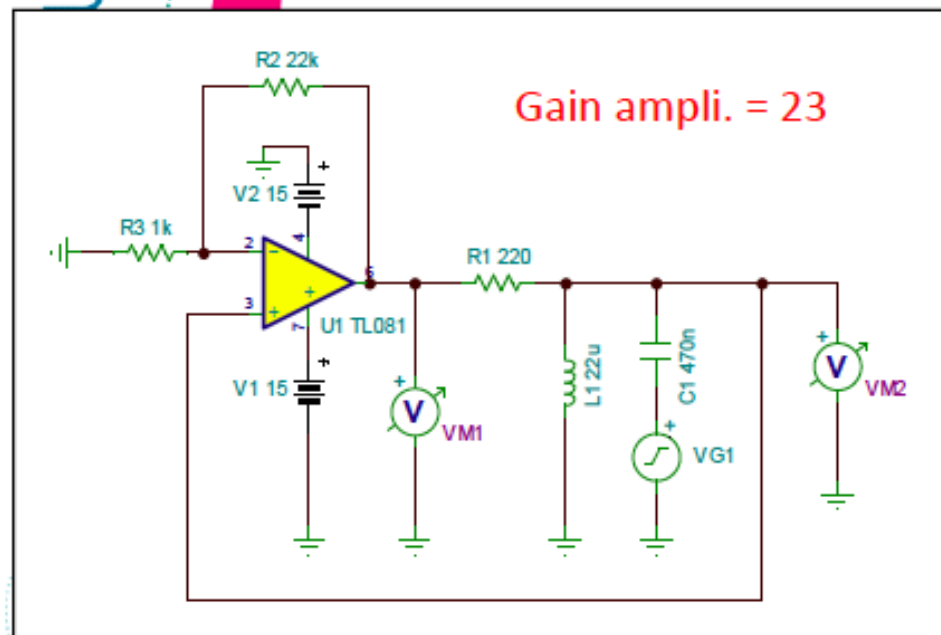 R2 22k
Gain ampli. = 23
V2 15
+
R3 1k
4
2
R1 220
6
3
U1 TL081
7
+
V1 15
+
V
VM1
L1 22u
C1 470n
+
VG1
+
V
VM2